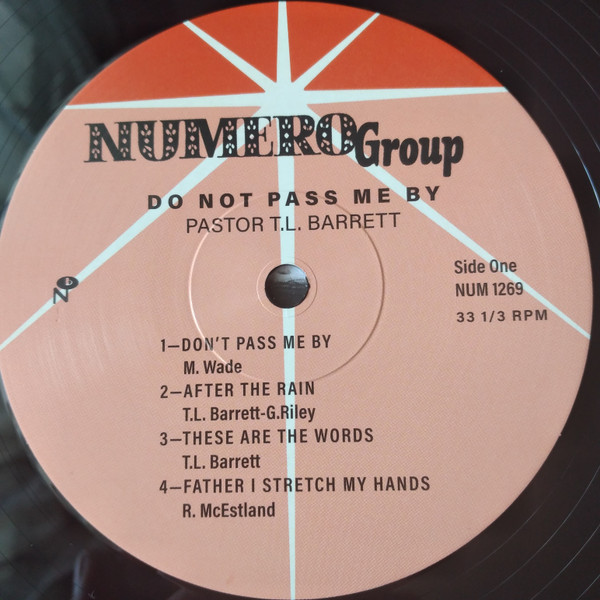 NUMERO Group
DO NOT PASS ME BY
PASTOR T.L. BARRETT
Side One
NUM 1269
33 1/3 RPM
No
1—DON'T PASS ME BY
M. Wade
2—AFTER THE RAIN
T.L. Barrett-G.Riley
3—THESE ARE THE WORDS
T.L. Barrett
4—FATHER I STRETCH MY HANDS
R. McEstland